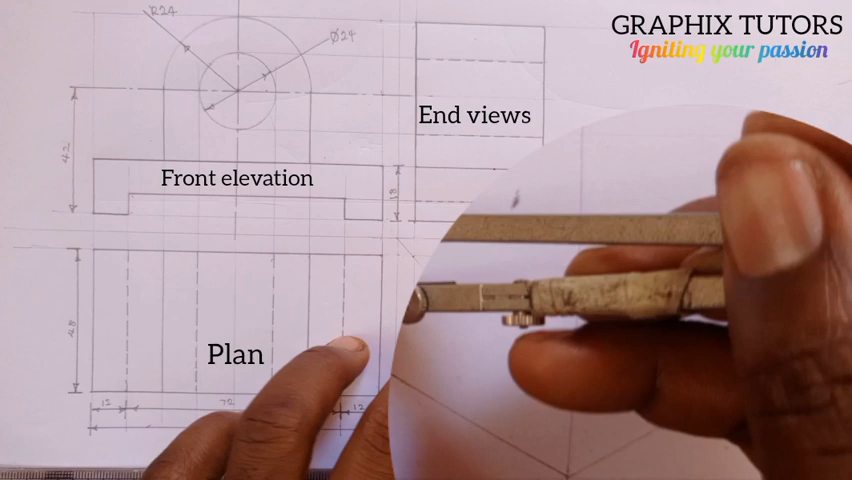 R24
Ø24
GRAPHIX TUTORS
Igniting your passion
End views
42
Front elevation
18
Plan
48
12
72
12